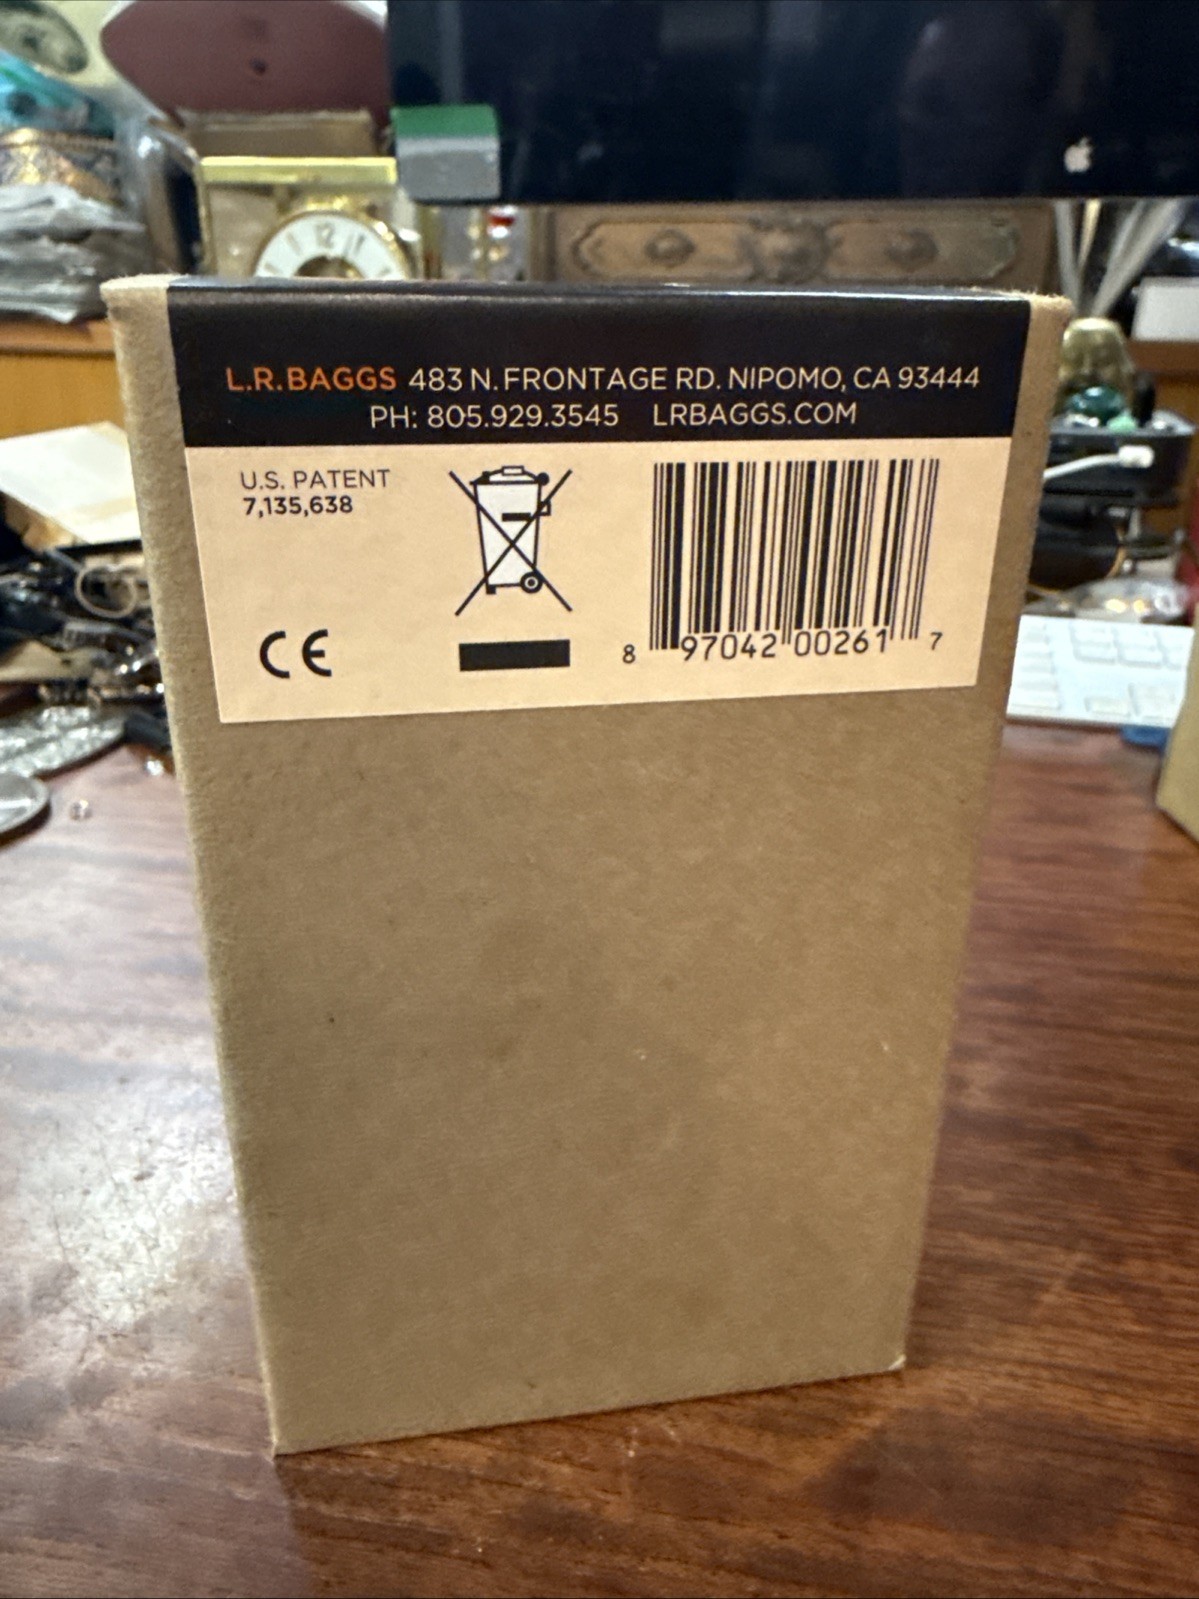 L.R.BAGGS 483 N. FRONTAGE RD. NIPOMO, CA 93444
PH: 805.929.3545 LRBAGGS.COM
U.S. PATENT
7,135,638
CE
8 97042 00261 7
12